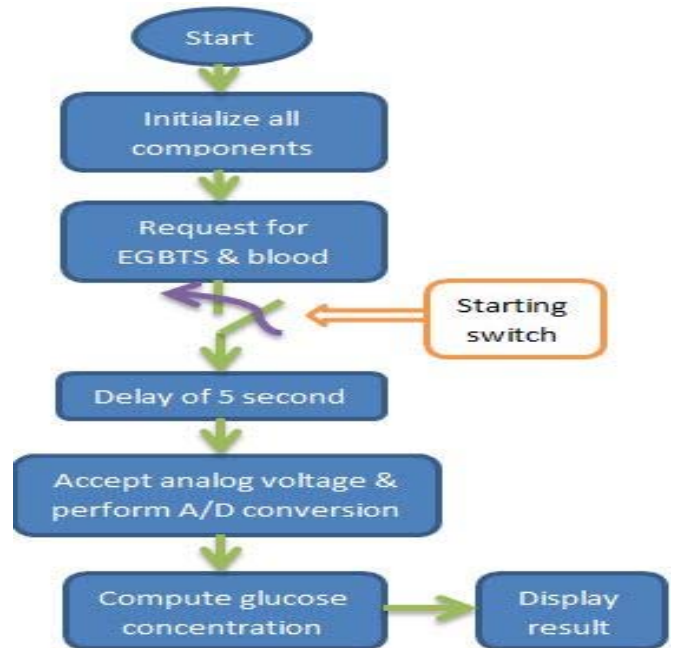 Start
Initialize all
components
Request for
EGBTS & blood
Starting
switch
Delay of 5 second
Accept analog voltage &
perform A/D conversion
Compute glucose
concentration
Display
result